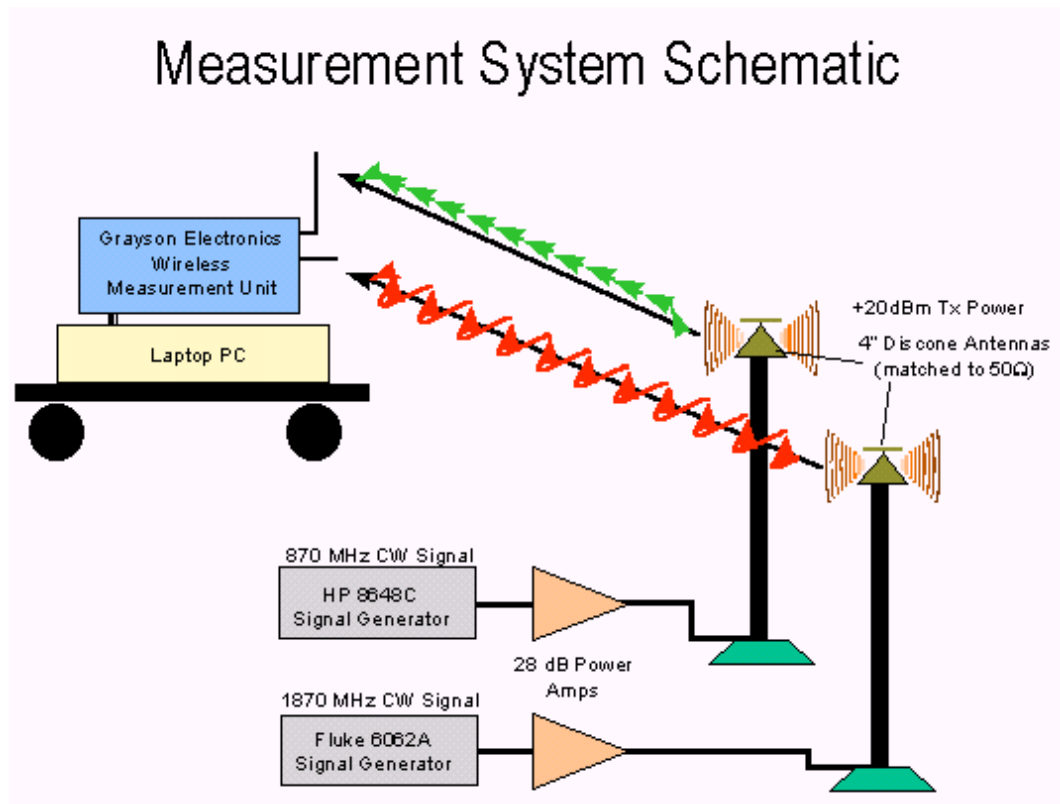 Measurement System Schematic
Grayson Electronics
Wireless
Measurement Unit
Laptop PC
+20dBm Tx Power
4" Discone Antennas
(matched to 50Ω)
870 MHz CW Signal
HP 8648C
Signal Generator
28 dB Power
Amps
1870 MHz CW Signal
Fluke 6062A
Signal Generator